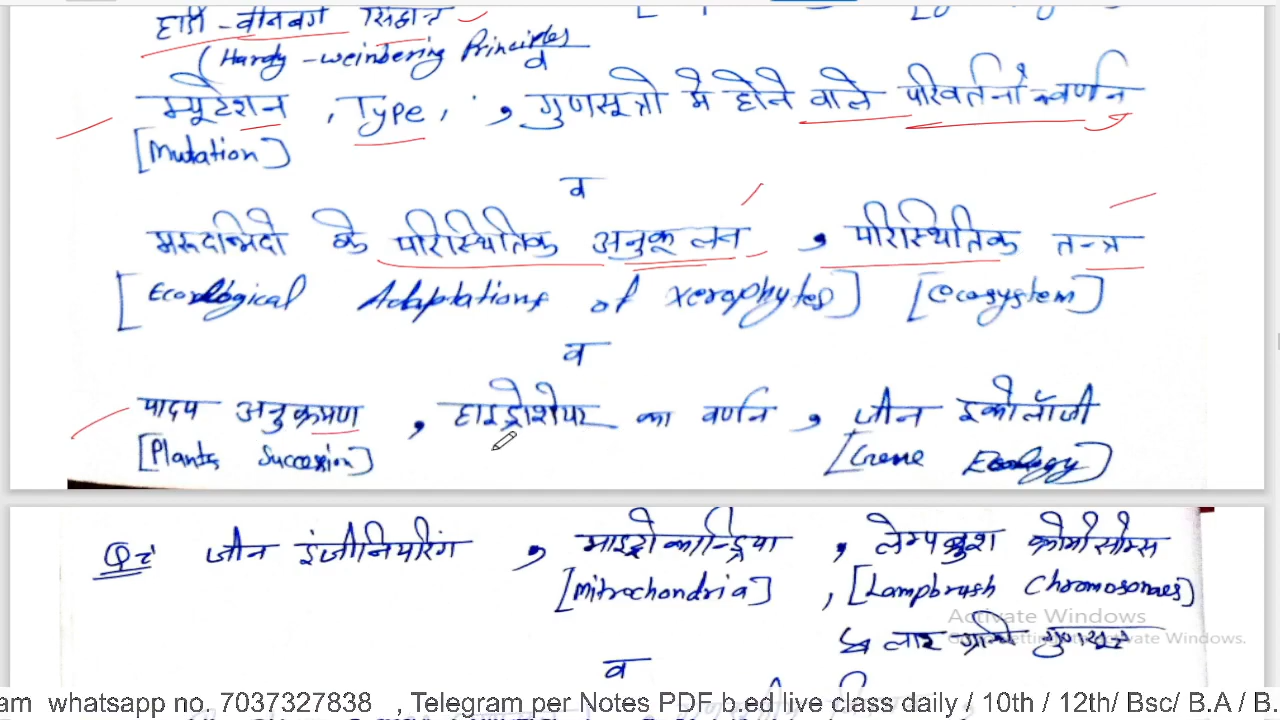 हार्डी - वीनबर्ग सिद्धान्त
(Hardy - weinbering Principles
व
म्यूटेशन , Type , , गुणसूत्रो मे होने वाले परिवर्तनो का वर्णन
[Mutation]
व
मरूदभिदो के पारिस्थितिक अनुकूलन , पारिस्थितिक तन्त्र
[Ecological Adaptations of Xerophytes] [ecosystem]
व
पादप अनुक्रमण , हाइड्रोशेयर का वर्णन , जीन इकोलॉजी
[Plants Succession] [Gene Ecology]
Q2 जीन इंजीनियरिंग , माइट्रोकान्ड्रिया , लेम्पब्रुश क्रोमोसोम्स
[Mitrochondria] , [Lampbrush Chromosomes]
Activate Windows
लार ग्रन्थि गुणसूत्र
व
am whatsapp no. 7037327838 , Telegram per Notes PDF b.ed live class daily / 10th / 12th/ Bsc/ B.A / B.